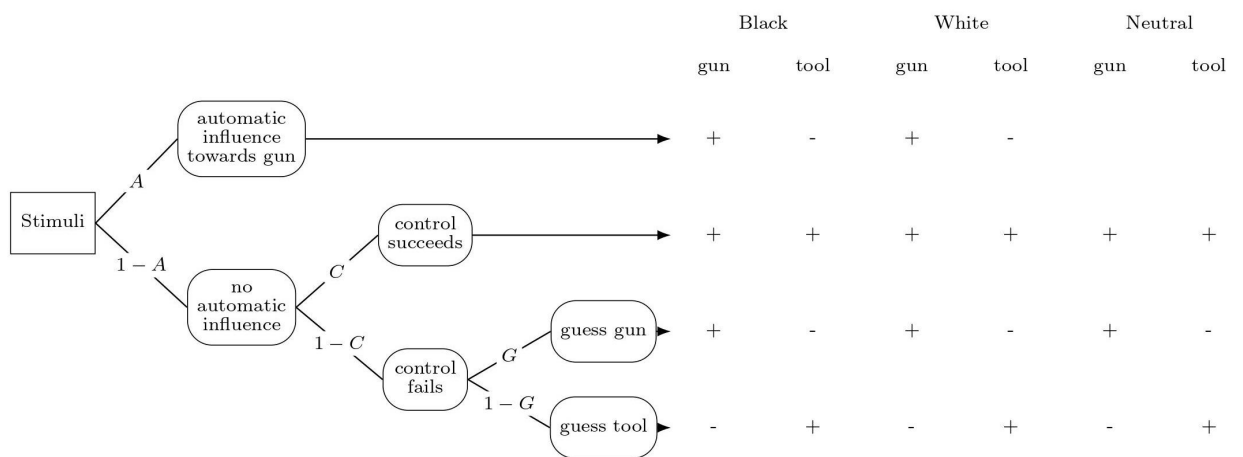 Black White Neutral
gun tool gun tool gun tool
automatic
influence
towards gun
+ - + -
A
Stimuli
control
succeeds
+ + + + + +
1 − A
C
no
automatic
influence
1 − C
guess gun
+ - + - + -
G
control
fails
1 − G
guess tool
- + - + - +